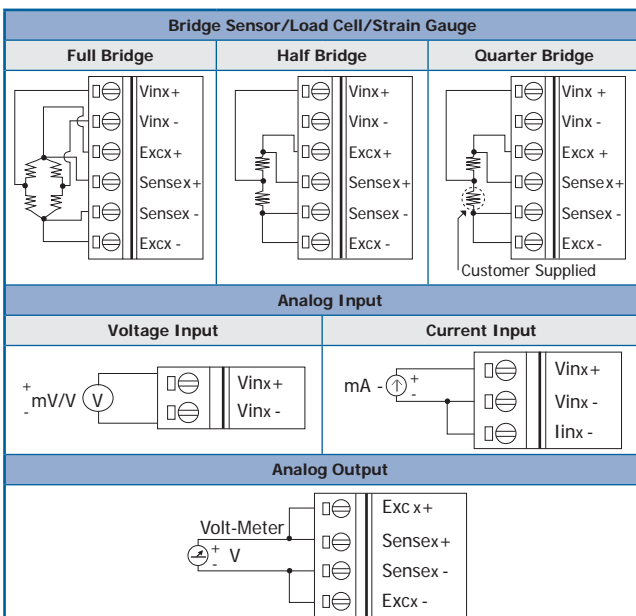 Bridge Sensor/Load Cell/Strain Gauge
Full Bridge
Half Bridge
Quarter Bridge
Vinx+
Vinx -
Excx+
Sensex+
Sensex -
Excx -
Vinx+
Vinx -
Excx+
Sensex+
Sensex -
Excx -
Vinx +
Vinx -
Excx +
Sensex+
Sensex -
Excx -
Customer Supplied
Analog Input
Voltage Input
Current Input
+
- mV/V
V
Vinx+
Vinx -
mA - +
-
Vinx+
Vinx -
Iinx -
Analog Output
Volt-Meter
+ V
-
Exc x+
Sensex+
Sensex -
Excx -